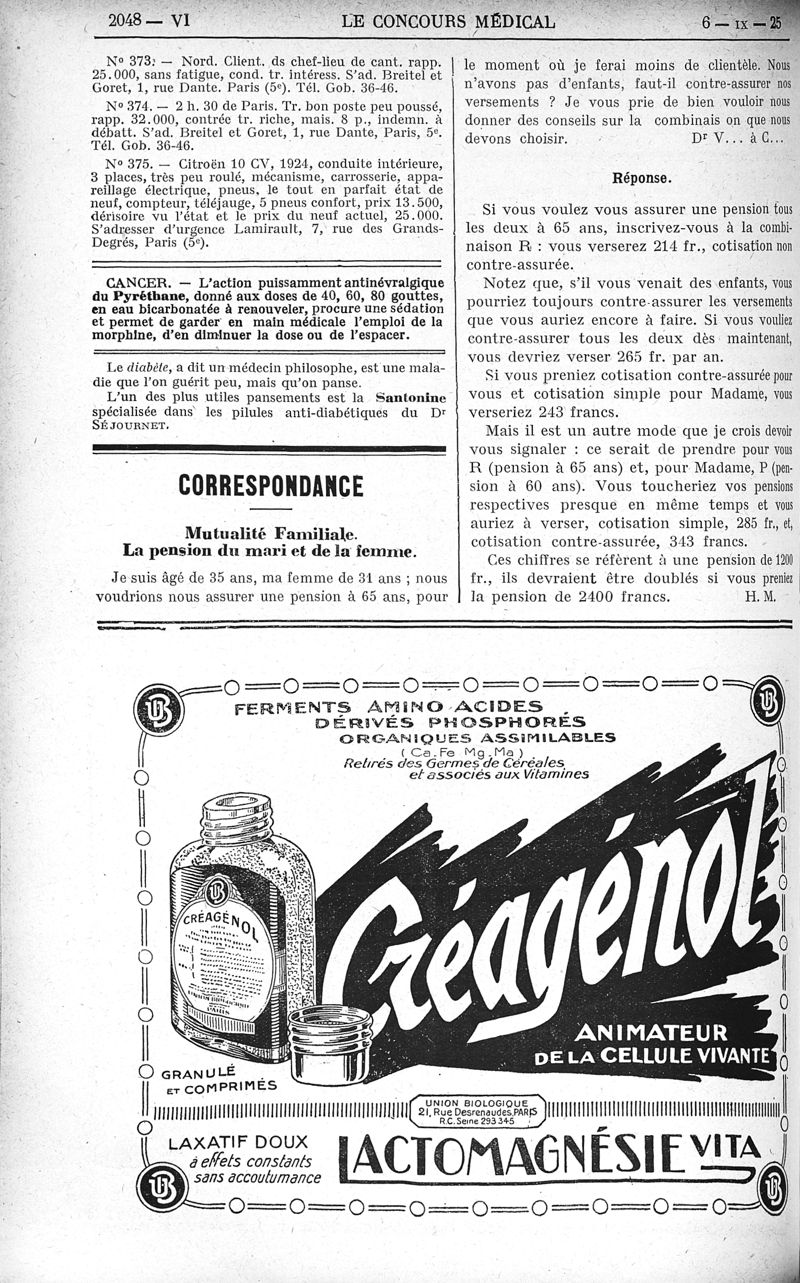 2048 — VI
LE CONCOURS MÉDICAL
6 — IX — 25
Nº 373. — Nord. Client. ds chef-lieu de cant. rapp.
25.000, sans fatigue, cond. tr. intéress. S'ad. Breitel et
Goret, 1, rue Dante. Paris (5e). Tél. Gob. 36-46.
Nº 374. — 2 h. 30 de Paris. Tr. bon poste peu poussé,
rapp. 32.000, contrée tr. riche, mais. 8 p., indemn. à
débatt. S'ad. Breitel et Goret, 1, rue Dante, Paris, 5e.
Tél. Gob. 36-46.
Nº 375. — Citroën 10 CV, 1924, conduite intérieure,
3 places, très peu roulé, mécanisme, carrosserie, appa-
reillage électrique, pneus, le tout en parfait état de
neuf, compteur, téléjauge, 5 pneus confort, prix 13.500,
dérisoire vu l'état et le prix du neuf actuel, 25.000.
S'adresser d'urgence Lamirault, 7, rue des Grands-
Degrés, Paris (5e).
CANCER. — L'action puissamment antinévralgique
du Pyréthane, donné aux doses de 40, 60, 80 gouttes,
en eau bicarbonatée à renouveler, procure une sédation
et permet de garder en main médicale l'emploi de la
morphine, d'en diminuer la dose ou de l'espacer.
Le diabète, a dit un médecin philosophe, est une mala-
die que l'on guérit peu, mais qu'on panse.
L'un des plus utiles pansements est la Santonine
spécialisée dans les pilules anti-diabétiques du Dr
SÉJOURNET.
CORRESPONDANCE
Mutualité Familiale.
La pension du mari et de la femme.
Je suis âgé de 35 ans, ma femme de 31 ans ; nous
voudrions nous assurer une pension à 65 ans, pour
le moment où je ferai moins de clientèle. Nous
n'avons pas d'enfants, faut-il contre-assurer nos
versements ? Je vous prie de bien vouloir nous
donner des conseils sur la combinais on que nous
devons choisir. Dr V... à C...
Réponse.
Si vous voulez vous assurer une pension tous
les deux à 65 ans, inscrivez-vous à la combi-
naison R : vous verserez 214 fr., cotisation non
contre-assurée.
Notez que, s'il vous venait des enfants, vous
pourriez toujours contre-assurer les versements
que vous auriez encore à faire. Si vous vouliez
contre-assurer tous les deux dès maintenant,
vous devriez verser 265 fr. par an.
Si vous preniez cotisation contre-assurée pour
vous et cotisation simple pour Madame, vous
verseriez 243 francs.
Mais il est un autre mode que je crois devoir
vous signaler : ce serait de prendre pour vous
R (pension à 65 ans) et, pour Madame, P (pen-
sion à 60 ans). Vous toucheriez vos pensions
respectives presque en même temps et vous
auriez à verser, cotisation simple, 285 fr., et,
cotisation contre-assurée, 343 francs.
Ces chiffres se réfèrent à une pension de 1200
fr., ils devraient être doublés si vous preniez
la pension de 2400 francs. H. M.
UB
UB
FERMENTS AMINO-ACIDES
DÉRIVÉS PHOSPHORÉS
ORGANIQUES ASSIMILABLES
(Ca. Fe Mg. Ma)
Retirés des Germes de Céréales
et associés aux Vitamines
UB
CRÉAGÉNOL
PARIS
Créagénol
ANIMATEUR
DE LA CELLULE VIVANTE
GRANULÉ
ET COMPRIMÉS
UNION BIOLOGIQUE
21, Rue Desrenaudes, PARIS
R.C. Seine 293 345
LAXATIF DOUX
à effets constants
sans accoutumance
LACTOMAGNÉSIE VITA
UB
UB